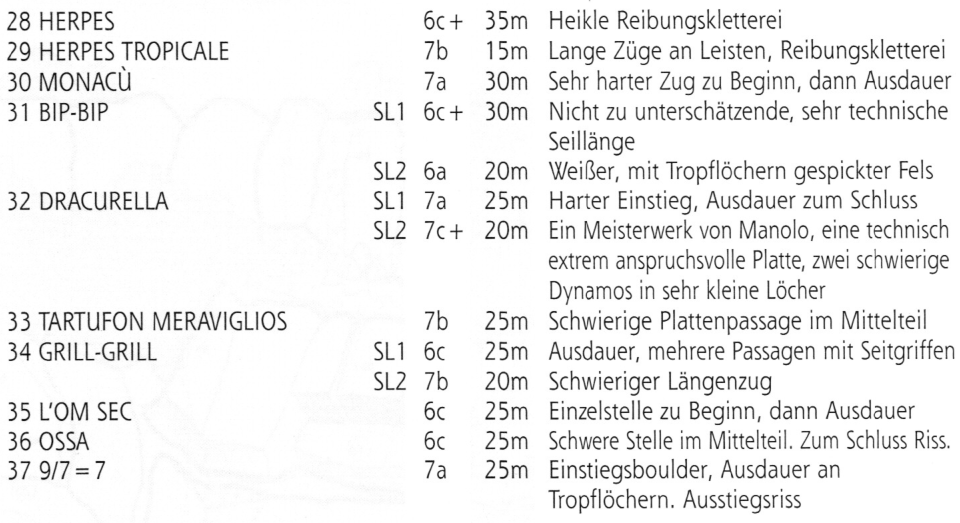 28 HERPES 6c+ 35m Heikle Reibungskletterei
29 HERPES TROPICALE 7b 15m Lange Züge an Leisten, Reibungskletterei
30 MONACÙ 7a 30m Sehr harter Zug zu Beginn, dann Ausdauer
31 BIP-BIP SL1 6c+ 30m Nicht zu unterschätzende, sehr technische
Seillänge
SL2 6a 20m Weißer, mit Tropflöchern gespickter Fels
32 DRACURELLA SL1 7a 25m Harter Einstieg, Ausdauer zum Schluss
SL2 7c+ 20m Ein Meisterwerk von Manolo, eine technisch
extrem anspruchsvolle Platte, zwei schwierige
Dynamos in sehr kleine Löcher
33 TARTUFON MERAVIGLIOS 7b 25m Schwierige Plattenpassage im Mittelteil
34 GRILL-GRILL SL1 6c 25m Ausdauer, mehrere Passagen mit Seitgriffen
SL2 7b 20m Schwieriger Längenzug
35 L'OM SEC 6c 25m Einzelstelle zu Beginn, dann Ausdauer
36 OSSA 6c 25m Schwere Stelle im Mittelteil. Zum Schluss Riss.
37 9/7=7 7a 25m Einstiegsboulder, Ausdauer an
Tropflöchern. Ausstiegsriss